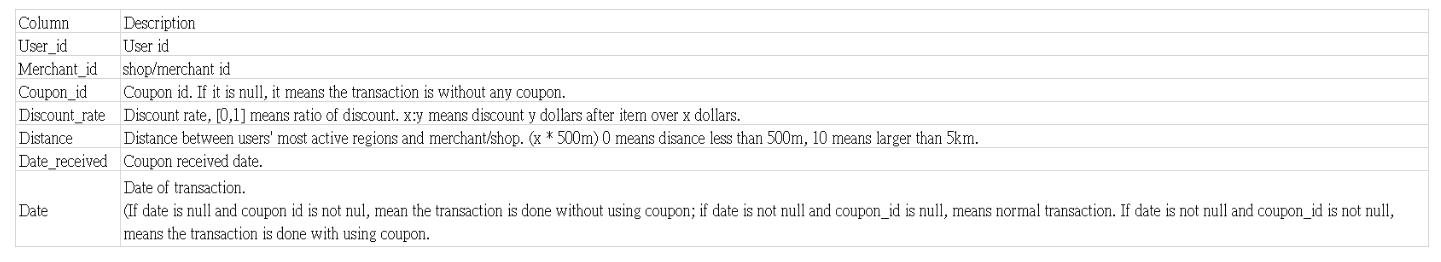 Column Description
User_id User id
Merchant_id shop/merchant id
Coupon_id Coupon id. If it is null, it means the transaction is without any coupon.
Discount_rate Discount rate, [0,1] means ratio of discount. x:y means discount y dollars after item over x dollars.
Distance Distance between users' most active regions and merchant/shop. (x * 500m) 0 means disance less than 500m, 10 means larger than 5km.
Date_received Coupon received date.
Date Date of transaction.
(If date is null and coupon id is not nul, mean the transaction is done without using coupon; if date is not null and coupon_id is null, means normal transaction. If date is not null and coupon_id is not null,
means the transaction is done with using coupon.